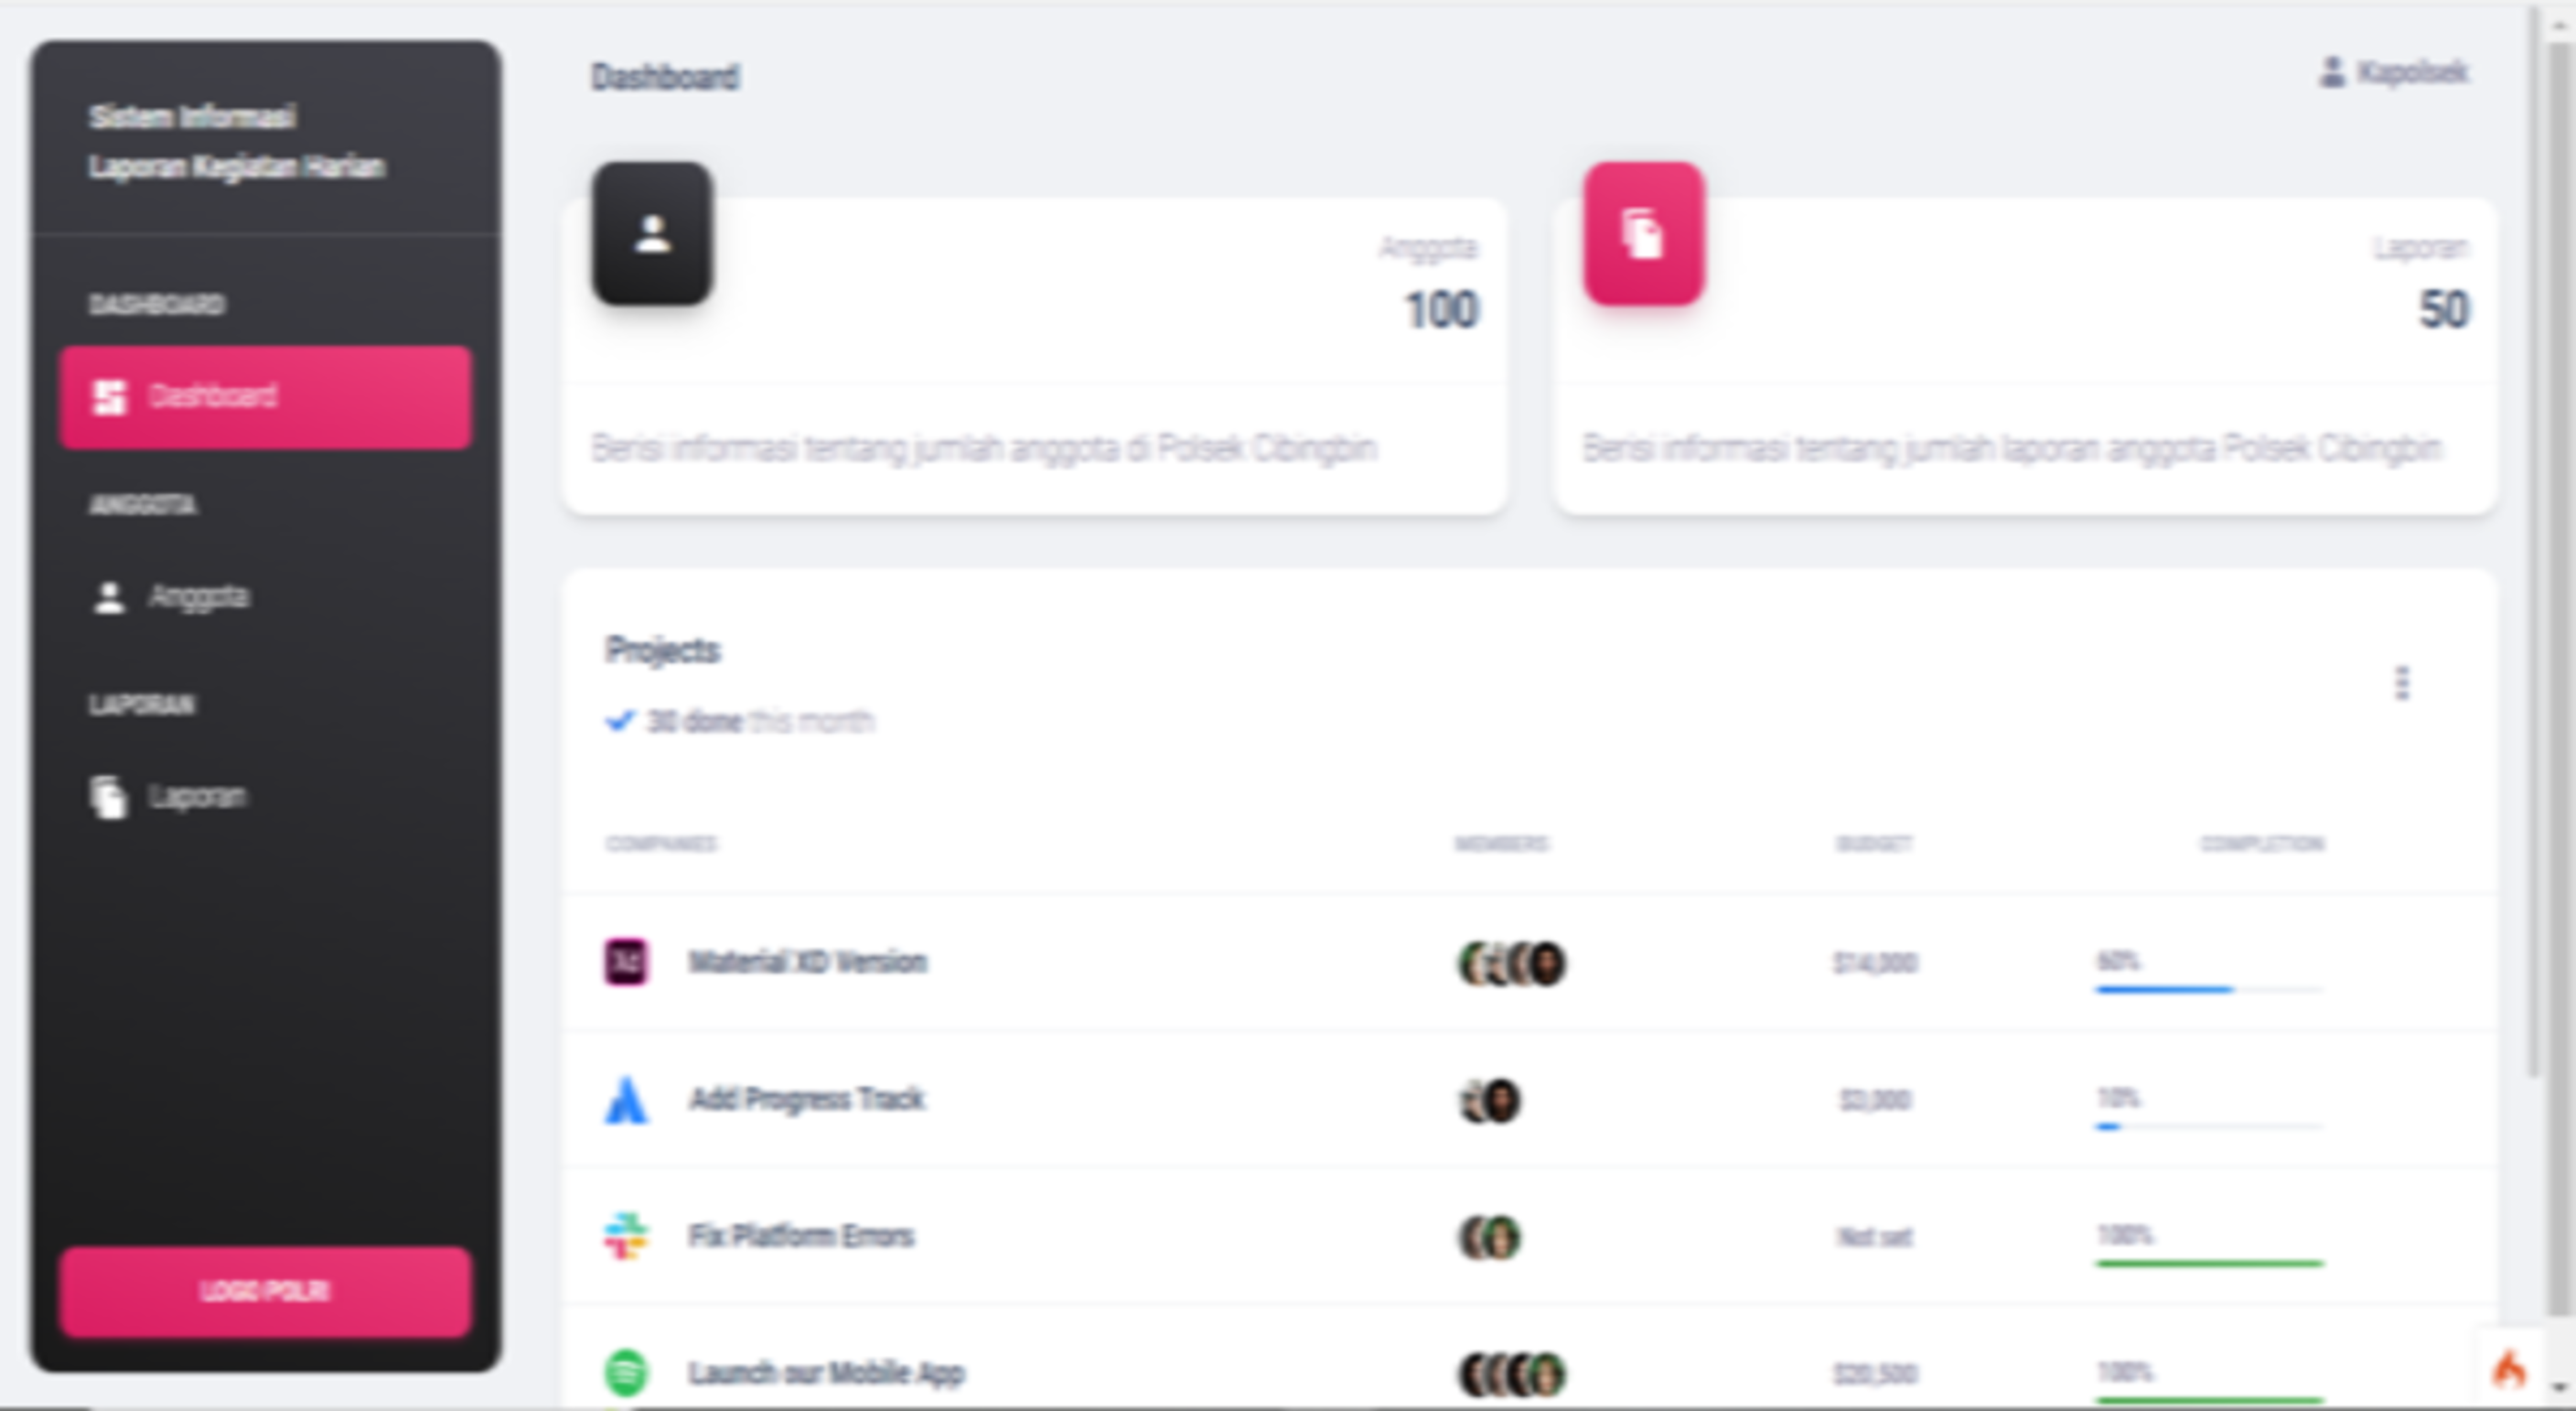 Sistem Informasi
Laporan Kegiatan Harian
DASHBOARD
Dashboard
ANGGOTA
Anggota
LAPORAN
Laporan
LOGO POLRI
Dashboard
Kapolsek
Anggota
100
Berisi informasi tentang jumlah anggota di Polsek Cibingbin
Laporan
50
Berisi informasi tentang jumlah laporan anggota Polsek Cibingbin
Projects
30 done this month
COMPANIES MEMBERS BUDGET COMPLETION
Xd Material XD Version $14,000 60%
Add Progress Track $3,000 10%
Fix Platform Errors Not set 100%
Launch our Mobile App $20,500 100%